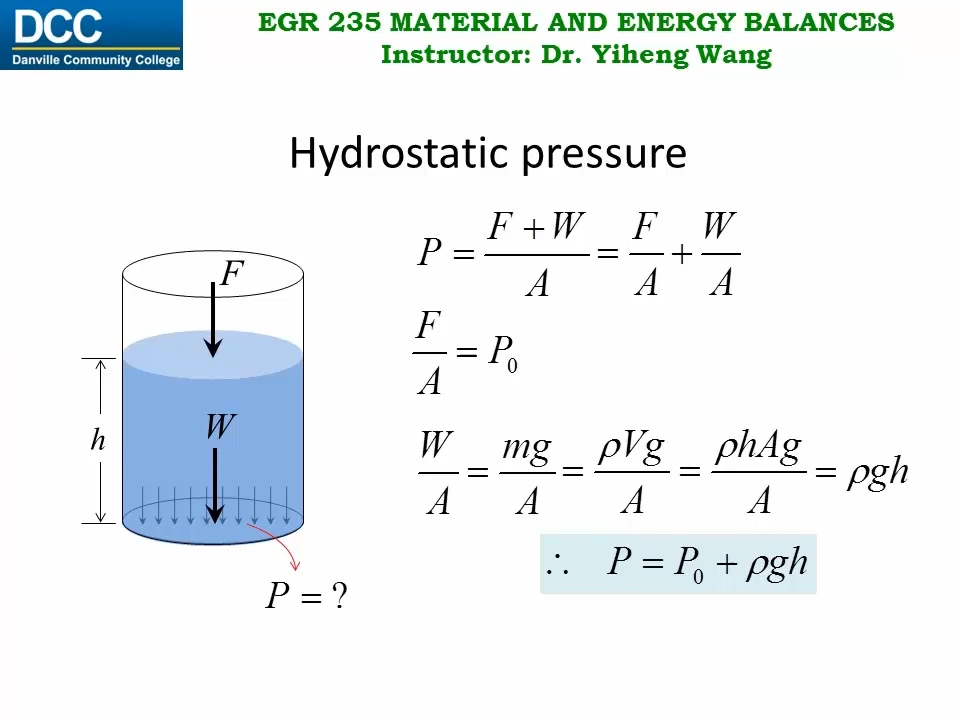 DCC
Danville Community College
EGR 235 MATERIAL AND ENERGY BALANCES
Instructor: Dr. Yiheng Wang
Hydrostatic pressure
F
W
h
P = ?
P = (F + W)/A = F/A + W/A
F/A = P₀
W/A = mg/A = ρVg/A = ρhAg/A = ρgh
∴ P = P₀ + ρgh